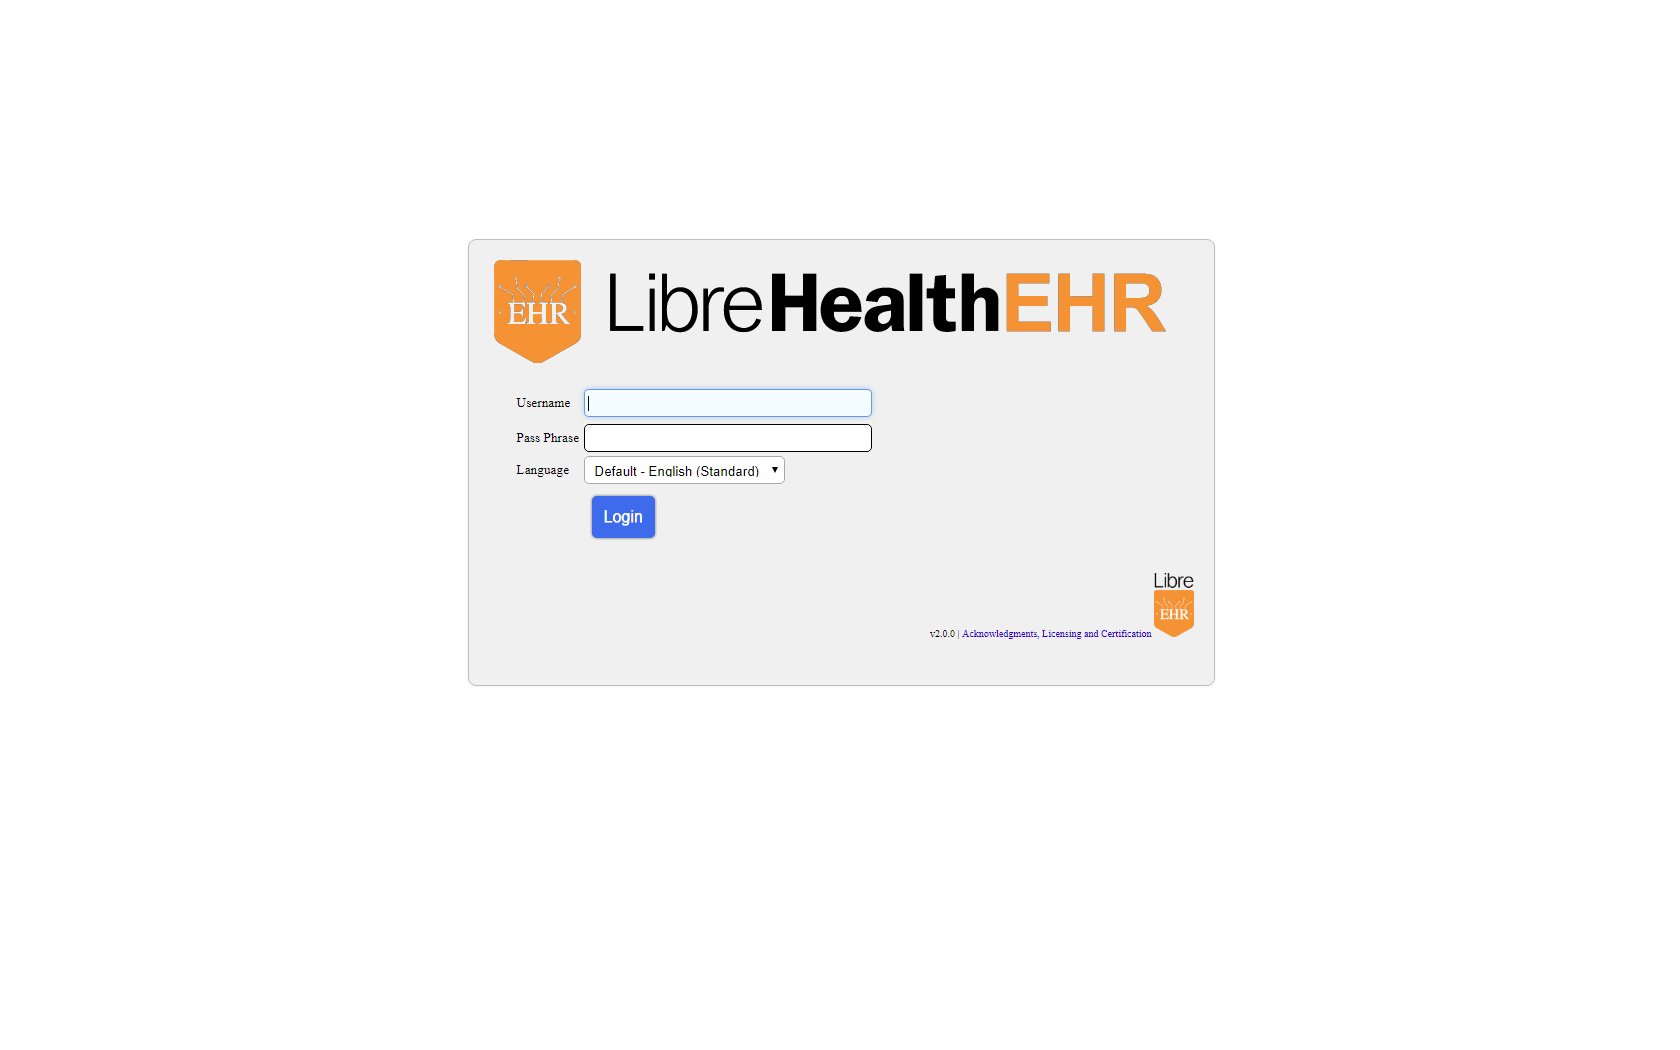 EHR
LibreHealthEHR
Username
Pass Phrase
Language Default - English (Standard)
Login
Libre
EHR
v2.0.0 | Acknowledgments, Licensing and Certification